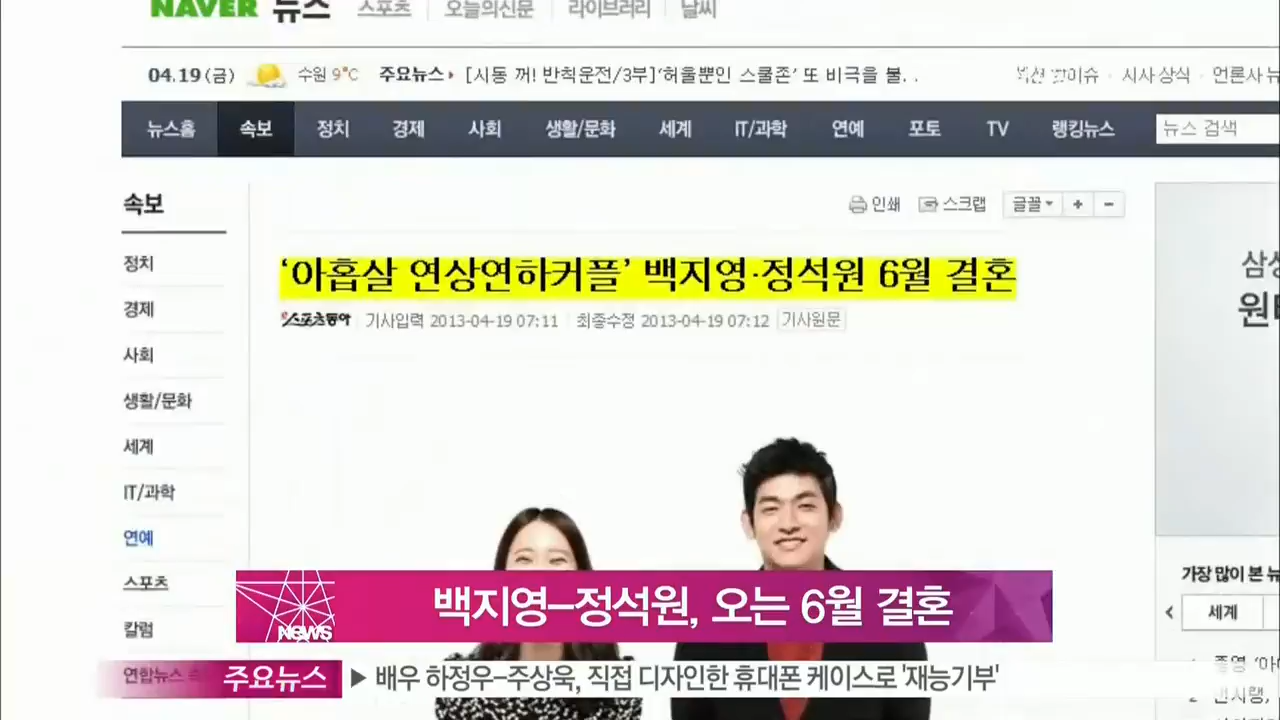 NAVER 뉴스 스포츠 오늘의신문 라이브러리 날씨
04.19 (금) 수원 9℃ 주요뉴스 [시동 꺼! 반칙운전/3부]'허울뿐인 스쿨존' 또 비극을 불. . 시사상식 · 언론사
뉴스홈 속보 정치 경제 사회 생활/문화 세계 IT/과학 연예 포토 TV 랭킹뉴스 뉴스 검색
속보
인쇄 스크랩 글꼴 + -
정치
경제
사회
생활/문화
세계
IT/과학
연예
스포츠
칼럼
연합뉴스
'아홉살 연상연하커플' 백지영·정석원 6월 결혼
스포츠동아 기사입력 2013-04-19 07:11 최종수정 2013-04-19 07:12 기사원문
가장 많이 본
세계
NEWS
백지영-정석원, 오는 6월 결혼
주요뉴스 ▶ 배우 하정우-주상욱, 직접 디자인한 휴대폰 케이스로 '재능기부'